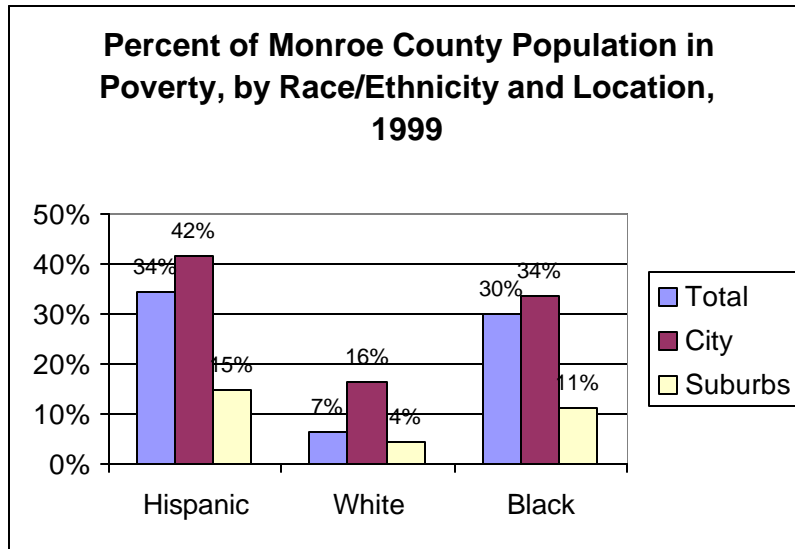 Percent of Monroe County Population in
Poverty, by Race/Ethnicity and Location,
1999
50%
40%
30%
20%
10%
0%
34%
42%
15%
7%
16%
4%
30%
34%
11%
Hispanic
White
Black
Total
City
Suburbs